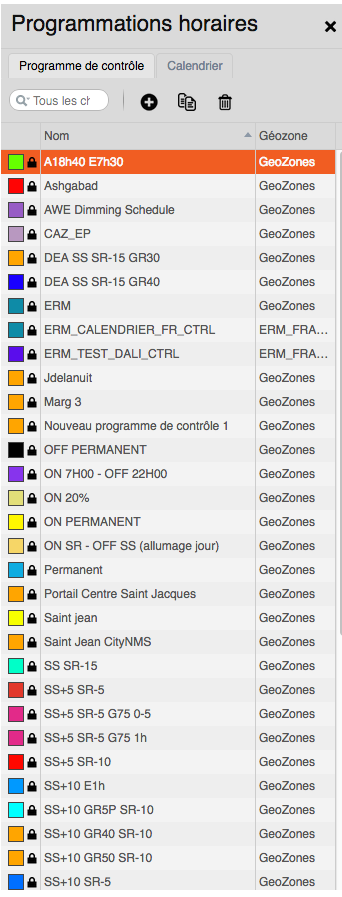 Programmations horaires
Programme de contrôle Calendrier
Tous les ch
Nom Géozone
A18h40 E7h30 GeoZones
Ashgabad GeoZones
AWE Dimming Schedule GeoZones
CAZ_EP GeoZones
DEA SS SR-15 GR30 GeoZones
DEA SS SR-15 GR40 GeoZones
ERM GeoZones
ERM_CALENDRIER_FR_CTRL ERM_FRA...
ERM_TEST_DALI_CTRL ERM_FRA...
Jdelanuit GeoZones
Marg 3 GeoZones
Nouveau programme de contrôle 1 GeoZones
OFF PERMANENT GeoZones
ON 7H00 - OFF 22H00 GeoZones
ON 20% GeoZones
ON PERMANENT GeoZones
ON SR - OFF SS (allumage jour) GeoZones
Permanent GeoZones
Portail Centre Saint Jacques GeoZones
Saint jean GeoZones
Saint Jean CityNMS GeoZones
SS SR-15 GeoZones
SS+5 SR-5 GeoZones
SS+5 SR-5 G75 0-5 GeoZones
SS+5 SR-5 G75 1h GeoZones
SS+5 SR-10 GeoZones
SS+10 E1h GeoZones
SS+10 GR5P SR-10 GeoZones
SS+10 GR40 SR-10 GeoZones
SS+10 GR50 SR-10 GeoZones
SS+10 SR-5 GeoZones